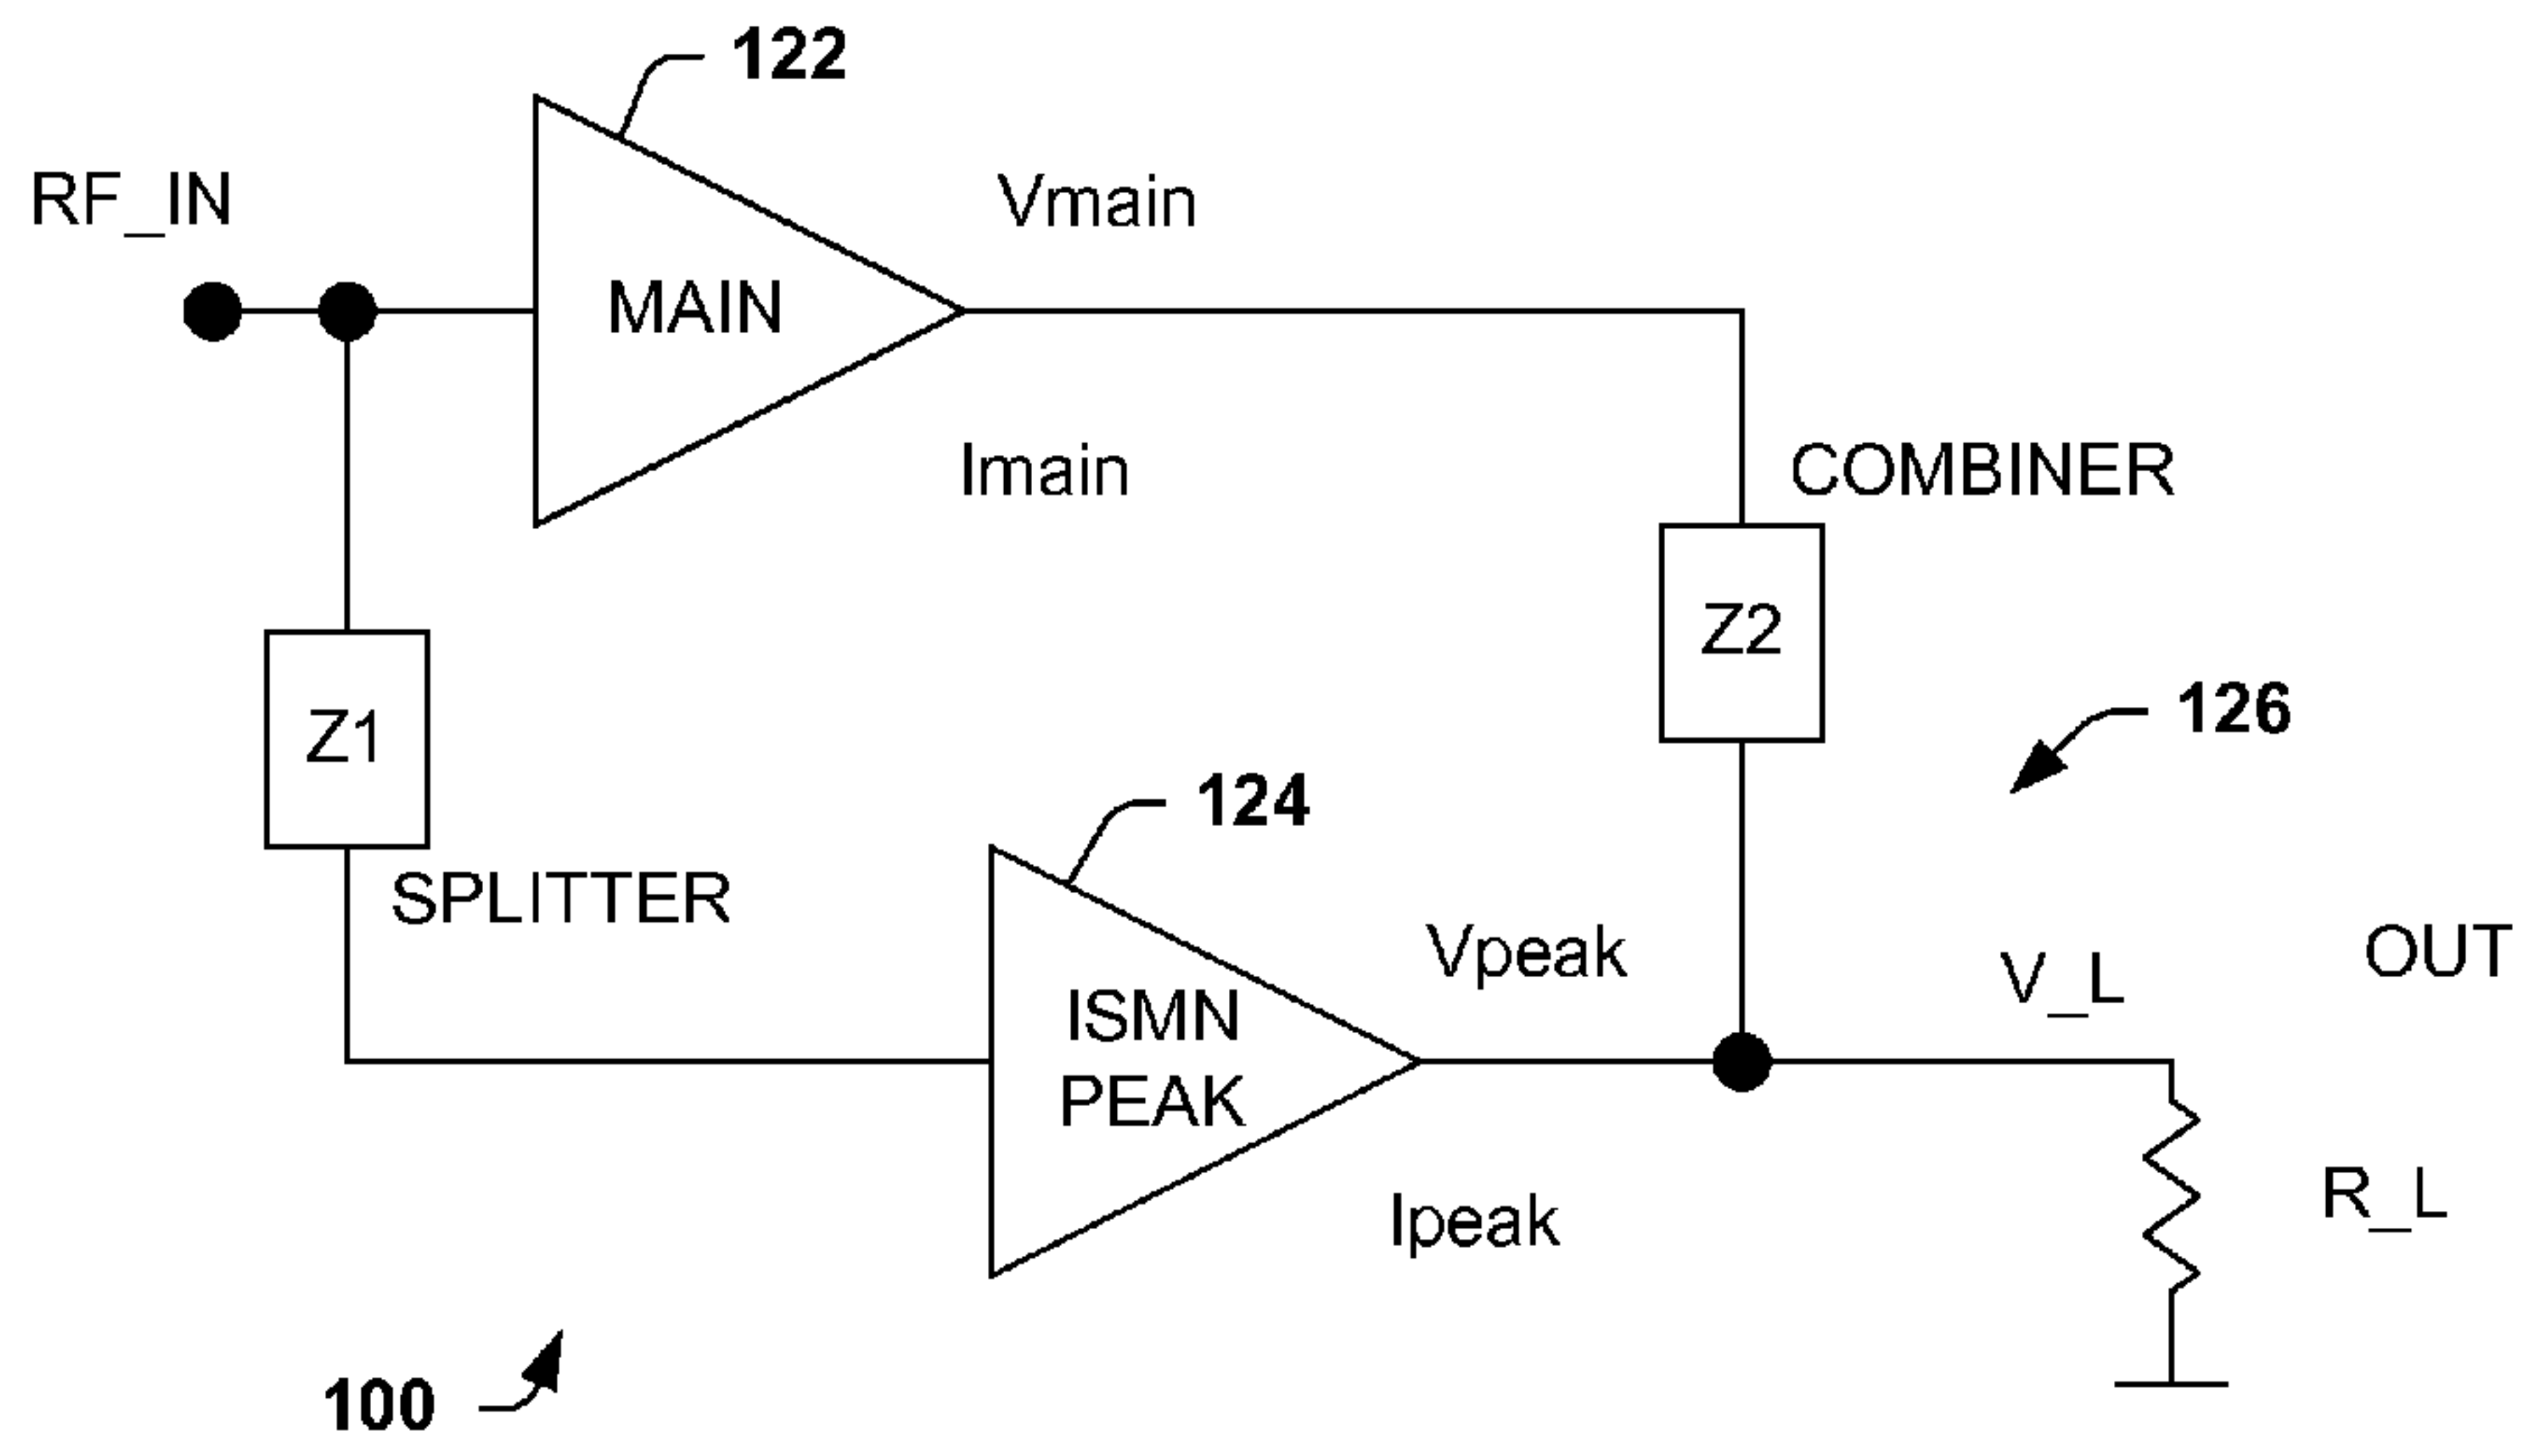 122
RF_IN
Vmain
MAIN
Imain
COMBINER
Z2
Z1
126
124
SPLITTER
Vpeak
OUT
V_L
ISMN
PEAK
R_L
Ipeak
100